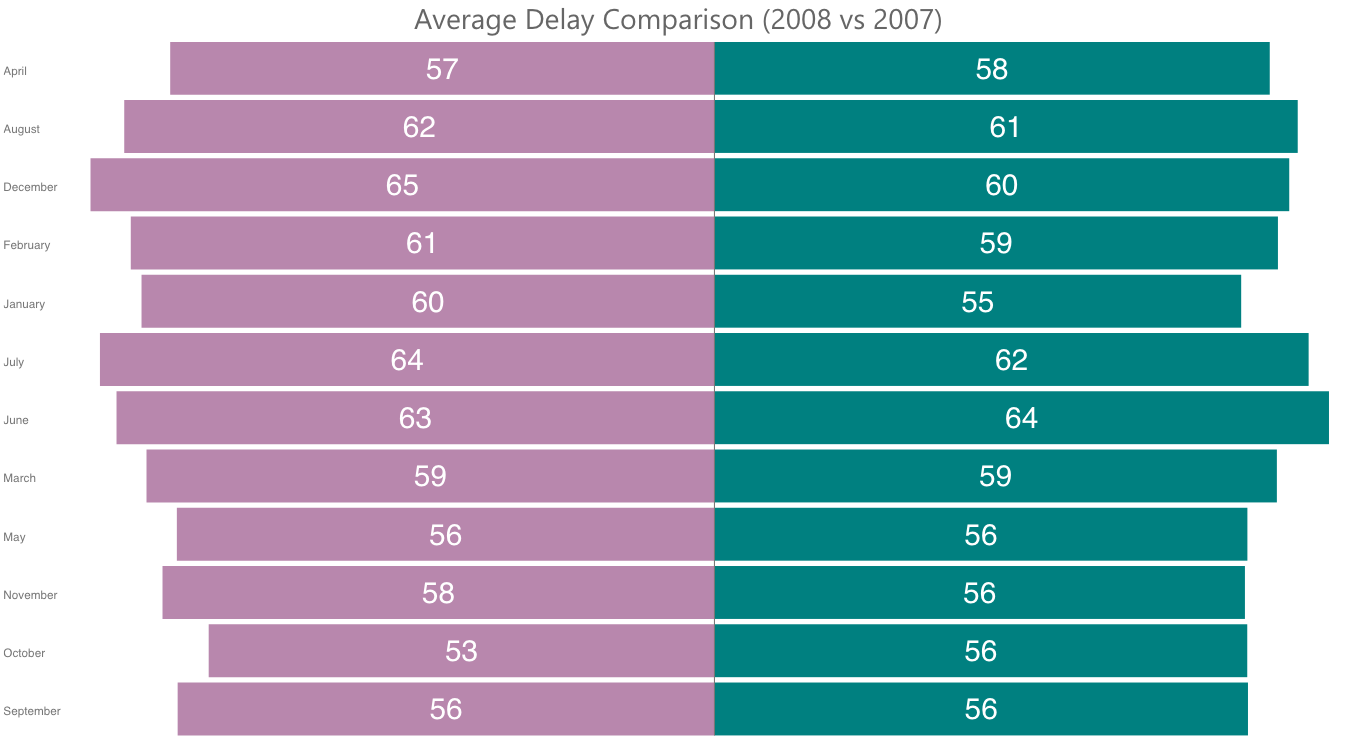 Average Delay Comparison (2008 vs 2007)
April 57 58
August 62 61
December 65 60
February 61 59
January 60 55
July 64 62
June 63 64
March 59 59
May 56 56
November 58 56
October 53 56
September 56 56